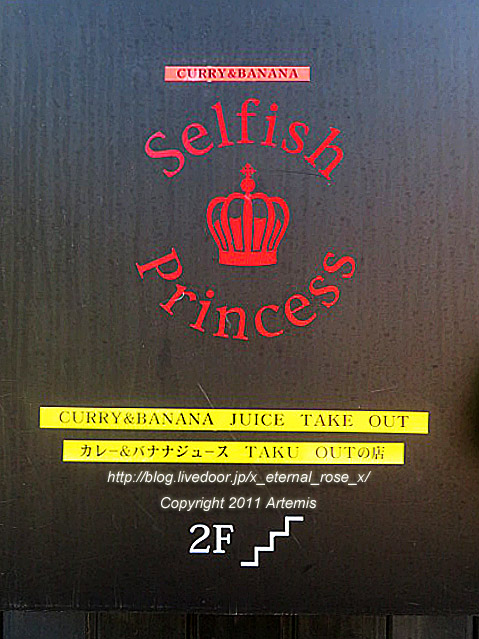 CURRY&BANANA
Selfish
Princess
CURRY&BANANA JUICE TAKE OUT
カレー&バナナジュース TAKU OUTの店
http://blog.livedoor.jp/x_eternal_rose_x/
Copyright 2011 Artemis
2F